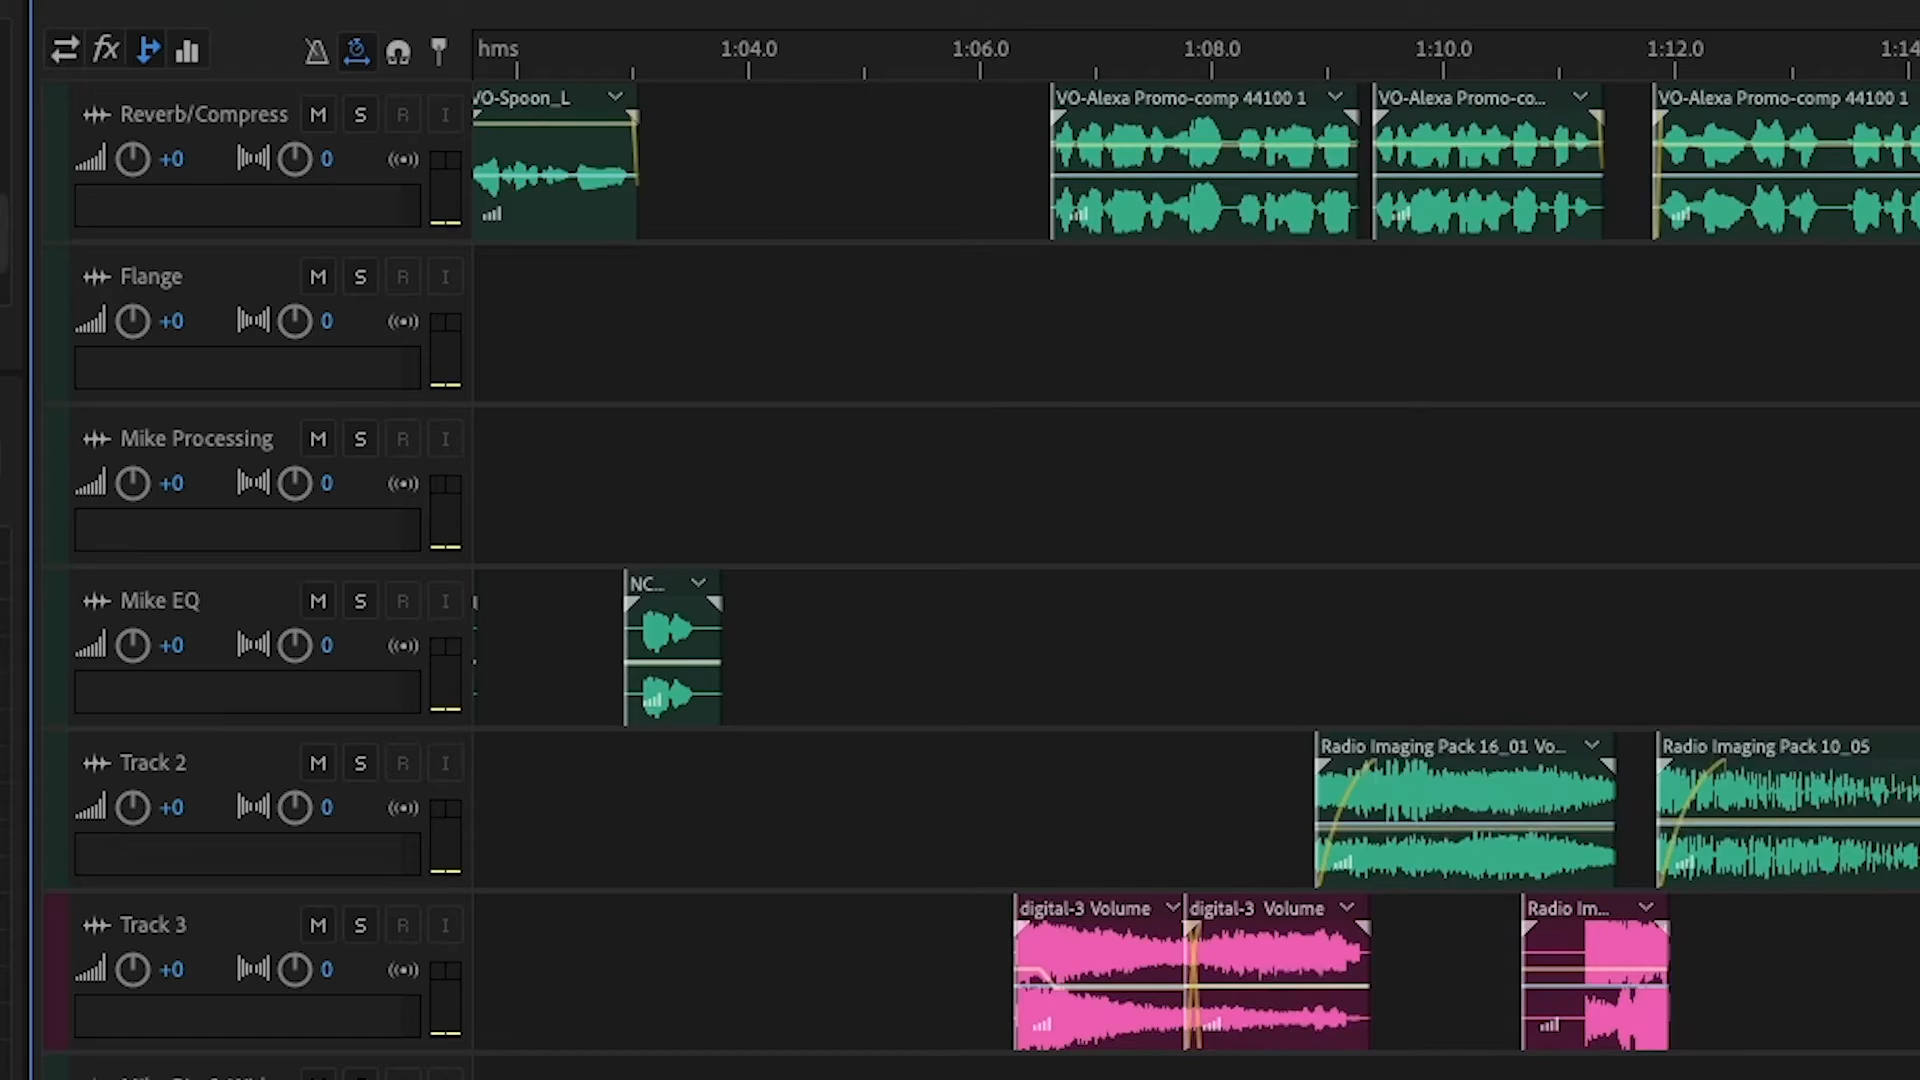 fx hms 1:04.0 1:06.0 1:08.0 1:10.0 1:12.0 1:14
VO-Spoon_L VO-Alexa Promo-comp 44100 1 VO-Alexa Promo-co... VO-Alexa Promo-comp 44100 1
Reverb/Compress M S R I
+0 0
Flange M S R I
+0 0
Mike Processing M S R I
+0 0
NC...
Mike EQ M S R I
+0 0
Radio Imaging Pack 16_01 Vo... Radio Imaging Pack 10_05
Track 2 M S R I
+0 0
digital-3 Volume digital-3 Volume Radio Im...
Track 3 M S R I
+0 0